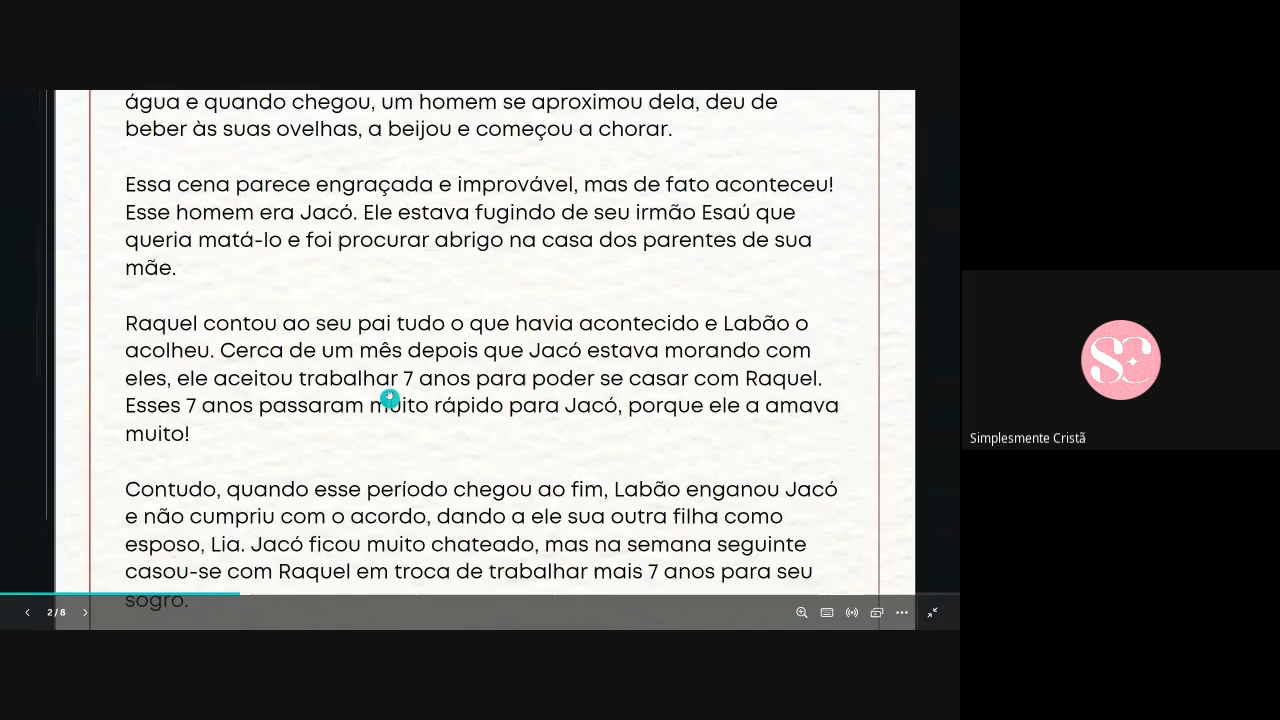 água e quando chegou, um homem se aproximou dela, deu de
beber às suas ovelhas, a beijou e começou a chorar.
Essa cena parece engraçada e improvável, mas de fato aconteceu!
Esse homem era Jacó. Ele estava fugindo de seu irmão Esaú que
queria matá-lo e foi procurar abrigo na casa dos parentes de sua
mãe.
Raquel contou ao seu pai tudo o que havia acontecido e Labão o
acolheu. Cerca de um mês depois que Jacó estava morando com
eles, ele aceitou trabalhar 7 anos para poder se casar com Raquel.
Esses 7 anos passaram muito rápido para Jacó, porque ele a amava
muito!
Contudo, quando esse período chegou ao fim, Labão enganou Jacó
e não cumpriu com o acordo, dando a ele sua outra filha como
esposo, Lia. Jacó ficou muito chateado, mas na semana seguinte
casou-se com Raquel em troca de trabalhar mais 7 anos para seu
sogro.
2/8
SC
Simplesmente Cristã